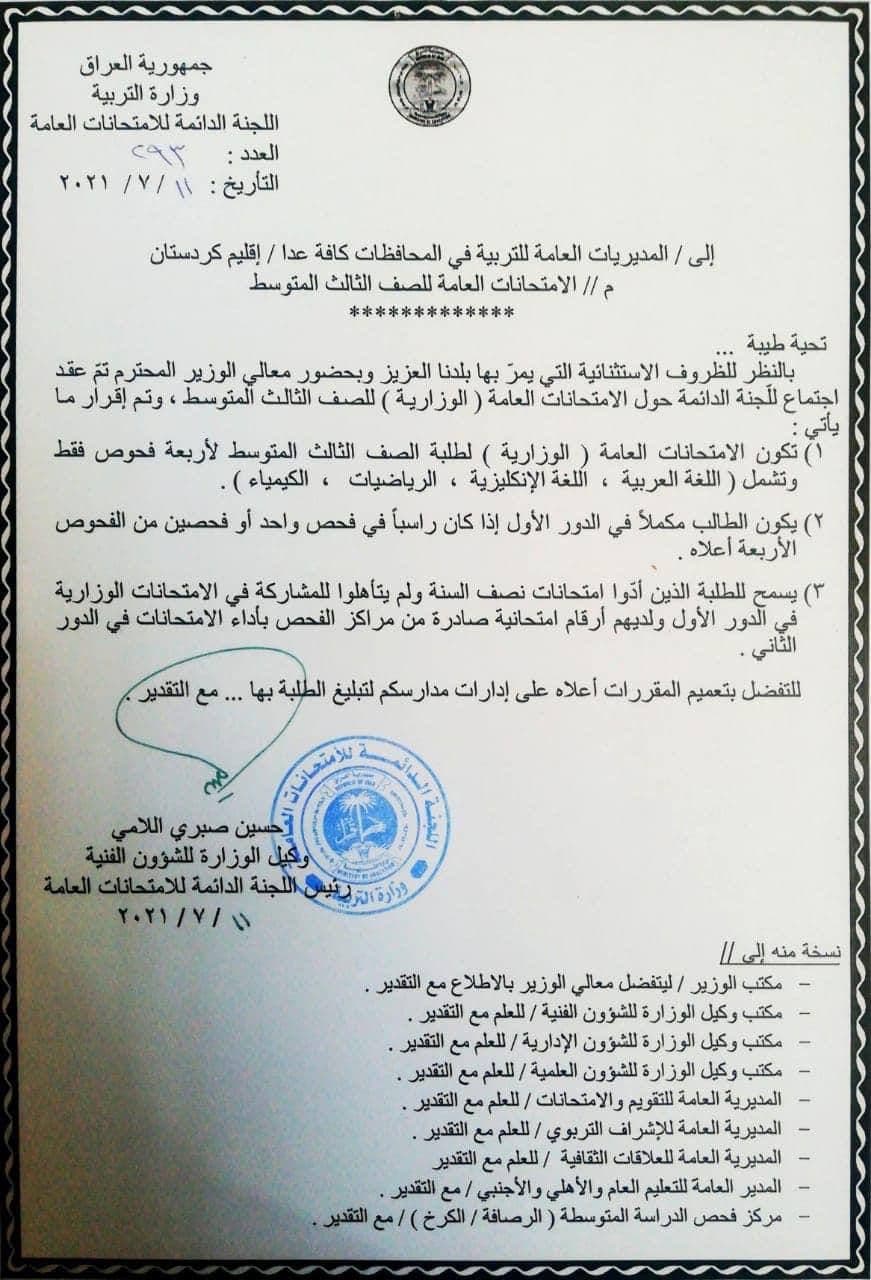 جمهورية العراق
وزارة التربية
اللجنة الدائمة للامتحانات العامة
العدد : ٢٩٣
التأريخ : ١١ / ٧ / ٢٠٢١
إلى / المديريات العامة للتربية في المحافظات كافة عدا / إقليم كردستان
م // الامتحانات العامة للصف الثالث المتوسط
*************
تحية طيبة ...
بالنظر للظروف الاستثنائية التي يمرّ بها بلدنا العزيز وبحضور معالي الوزير المحترم تمّ عقد
اجتماع للّجنة الدائمة حول الامتحانات العامة ( الوزارية ) للصف الثالث المتوسط ، وتم إقرار ما
يأتي :
١) تكون الامتحانات العامة ( الوزارية ) لطلبة الصف الثالث المتوسط لأربعة فحوص فقط
وتشمل ( اللغة العربية ، اللغة الإنكليزية ، الرياضيات ، الكيمياء ) .
٢) يكون الطالب مكملاً في الدور الأول إذا كان راسباً في فحص واحد أو فحصين من الفحوص
الأربعة أعلاه .
٣) يسمح للطلبة الذين أدّوا امتحانات نصف السنة ولم يتأهلوا للمشاركة في الامتحانات الوزارية
في الدور الأول ولديهم أرقام امتحانية صادرة من مراكز الفحص بأداء الامتحانات في الدور
الثاني .
للتفضل بتعميم المقررات أعلاه على إدارات مدارسكم لتبليغ الطلبة بها ... مع التقدير .
اللجنة الدائمة للأمتحانات العامة
وزارة التربية
حسين صبري اللامي
وكيل الوزارة للشؤون الفنية
رئيس اللجنة الدائمة للامتحانات العامة
١١ / ٧ / ٢٠٢١
نسخة منه إلى //
– مكتب الوزير / ليتفضل معالي الوزير بالاطلاع مع التقدير .
– مكتب وكيل الوزارة للشؤون الفنية / للعلم مع التقدير .
– مكتب وكيل الوزارة للشؤون الإدارية / للعلم مع التقدير .
– مكتب وكيل الوزارة للشؤون العلمية / للعلم مع التقدير .
– المديرية العامة للتقويم والامتحانات / للعلم مع التقدير .
– المديرية العامة للإشراف التربوي / للعلم مع التقدير .
– المديرية العامة للعلاقات الثقافية / للعلم مع التقدير
– المدير العامة للتعليم العام والأهلي والأجنبي / مع التقدير .
– مركز فحص الدراسة المتوسطة ( الرصافة / الكرخ ) / مع التقدير .